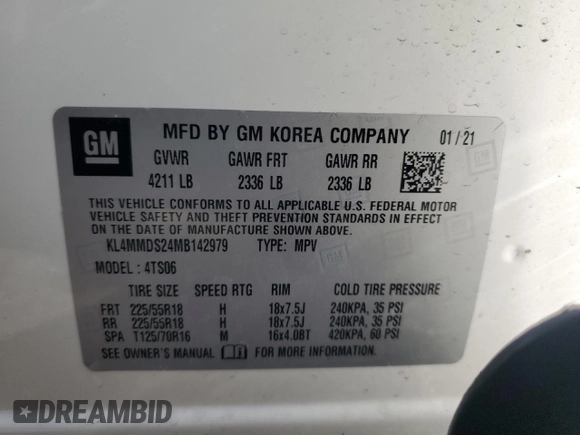 GM
MFD BY GM KOREA COMPANY 01/21
GVWR GAWR FRT GAWR RR
4211 LB 2336 LB 2336 LB
THIS VEHICLE CONFORMS TO ALL APPLICABLE U.S. FEDERAL MOTOR
VEHICLE SAFETY AND THEFT PREVENTION STANDARDS IN EFFECT
ON THE DATE OF MANUFACTURE SHOWN ABOVE.
KL4MMDS24MB142979 TYPE: MPV
MODEL: 4TS06
TIRE SIZE SPEED RTG RIM COLD TIRE PRESSURE
FRT 225/55R18 H 18x7.5J 240KPA, 35 PSI
RR 225/55R18 H 18x7.5J 240KPA, 35 PSI
SPA T125/70R16 M 16x4.0BT 420KPA, 60 PSI
SEE OWNER'S MANUAL FOR MORE INFORMATION.
DREAMBID